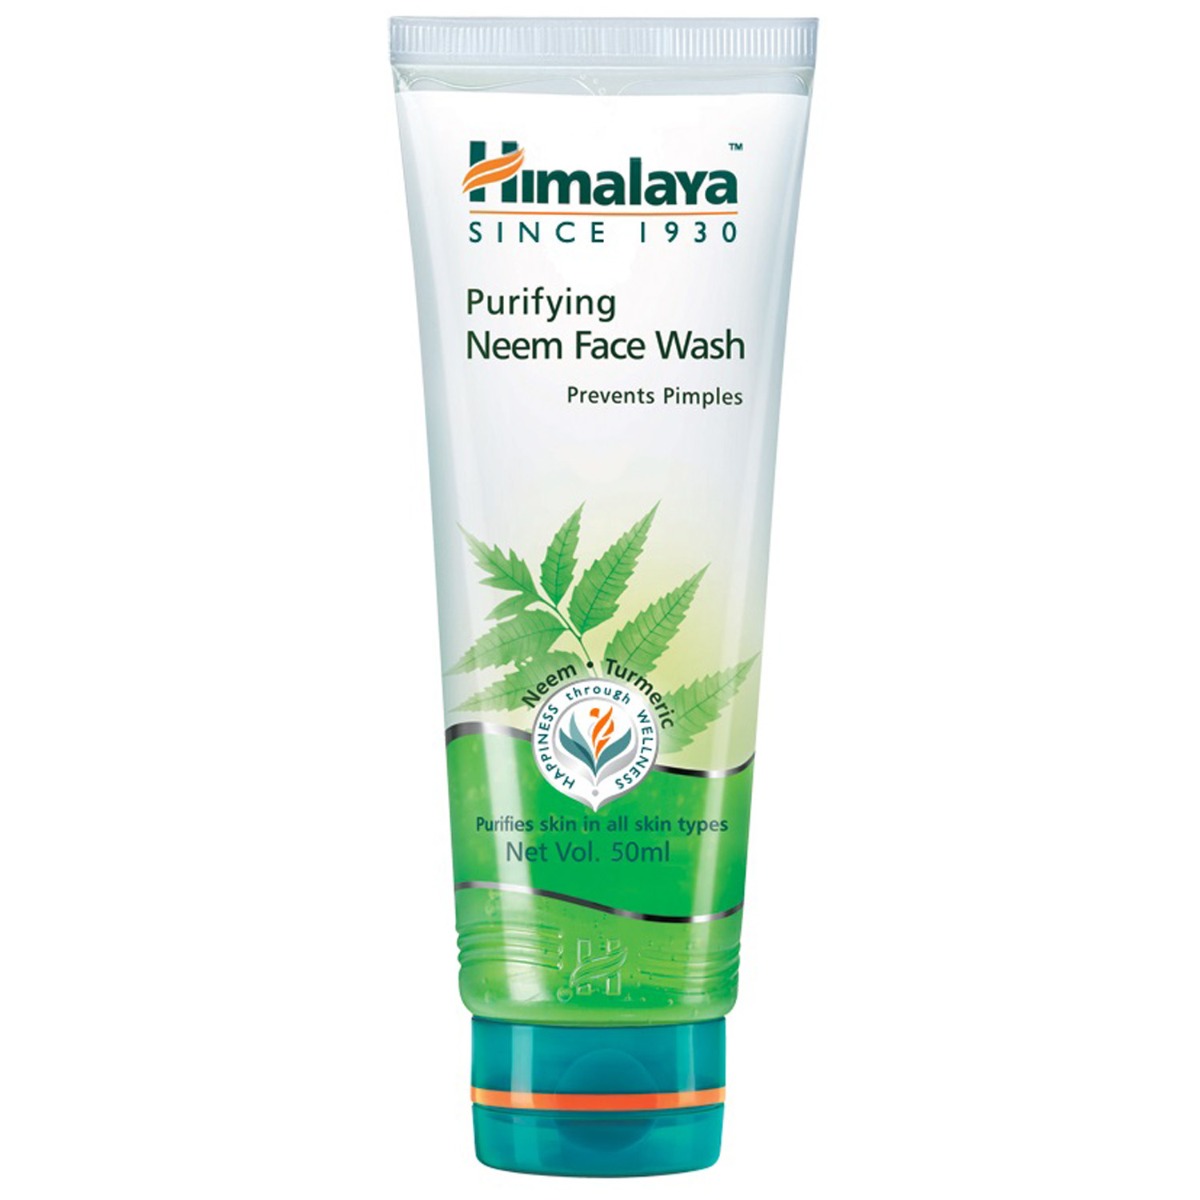 Himalaya™
SINCE 1930
Purifying
Neem Face Wash
Prevents Pimples
Neem • Turmeric
HAPPINESS through WELLNESS
Purifies skin in all skin types
Net Vol. 50ml
H